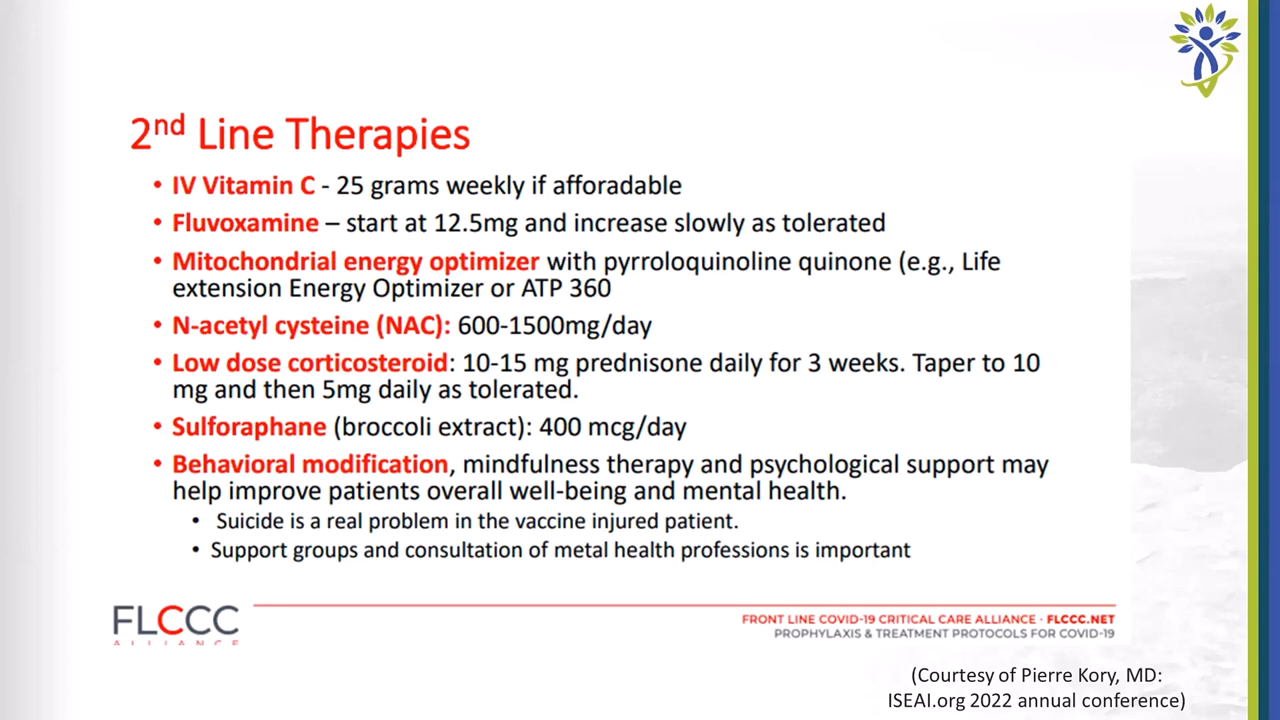 2nd Line Therapies
• IV Vitamin C - 25 grams weekly if afforadable
• Fluvoxamine – start at 12.5mg and increase slowly as tolerated
• Mitochondrial energy optimizer with pyrroloquinoline quinone (e.g., Life
extension Energy Optimizer or ATP 360
• N-acetyl cysteine (NAC): 600-1500mg/day
• Low dose corticosteroid: 10-15 mg prednisone daily for 3 weeks. Taper to 10
mg and then 5mg daily as tolerated.
• Sulforaphane (broccoli extract): 400 mcg/day
• Behavioral modification, mindfulness therapy and psychological support may
help improve patients overall well-being and mental health.
• Suicide is a real problem in the vaccine injured patient.
• Support groups and consultation of metal health professions is important
FLCCC
ALLIANCE
FRONT LINE COVID-19 CRITICAL CARE ALLIANCE · FLCCC.NET
PROPHYLAXIS & TREATMENT PROTOCOLS FOR COVID-19
(Courtesy of Pierre Kory, MD:
ISEAI.org 2022 annual conference)